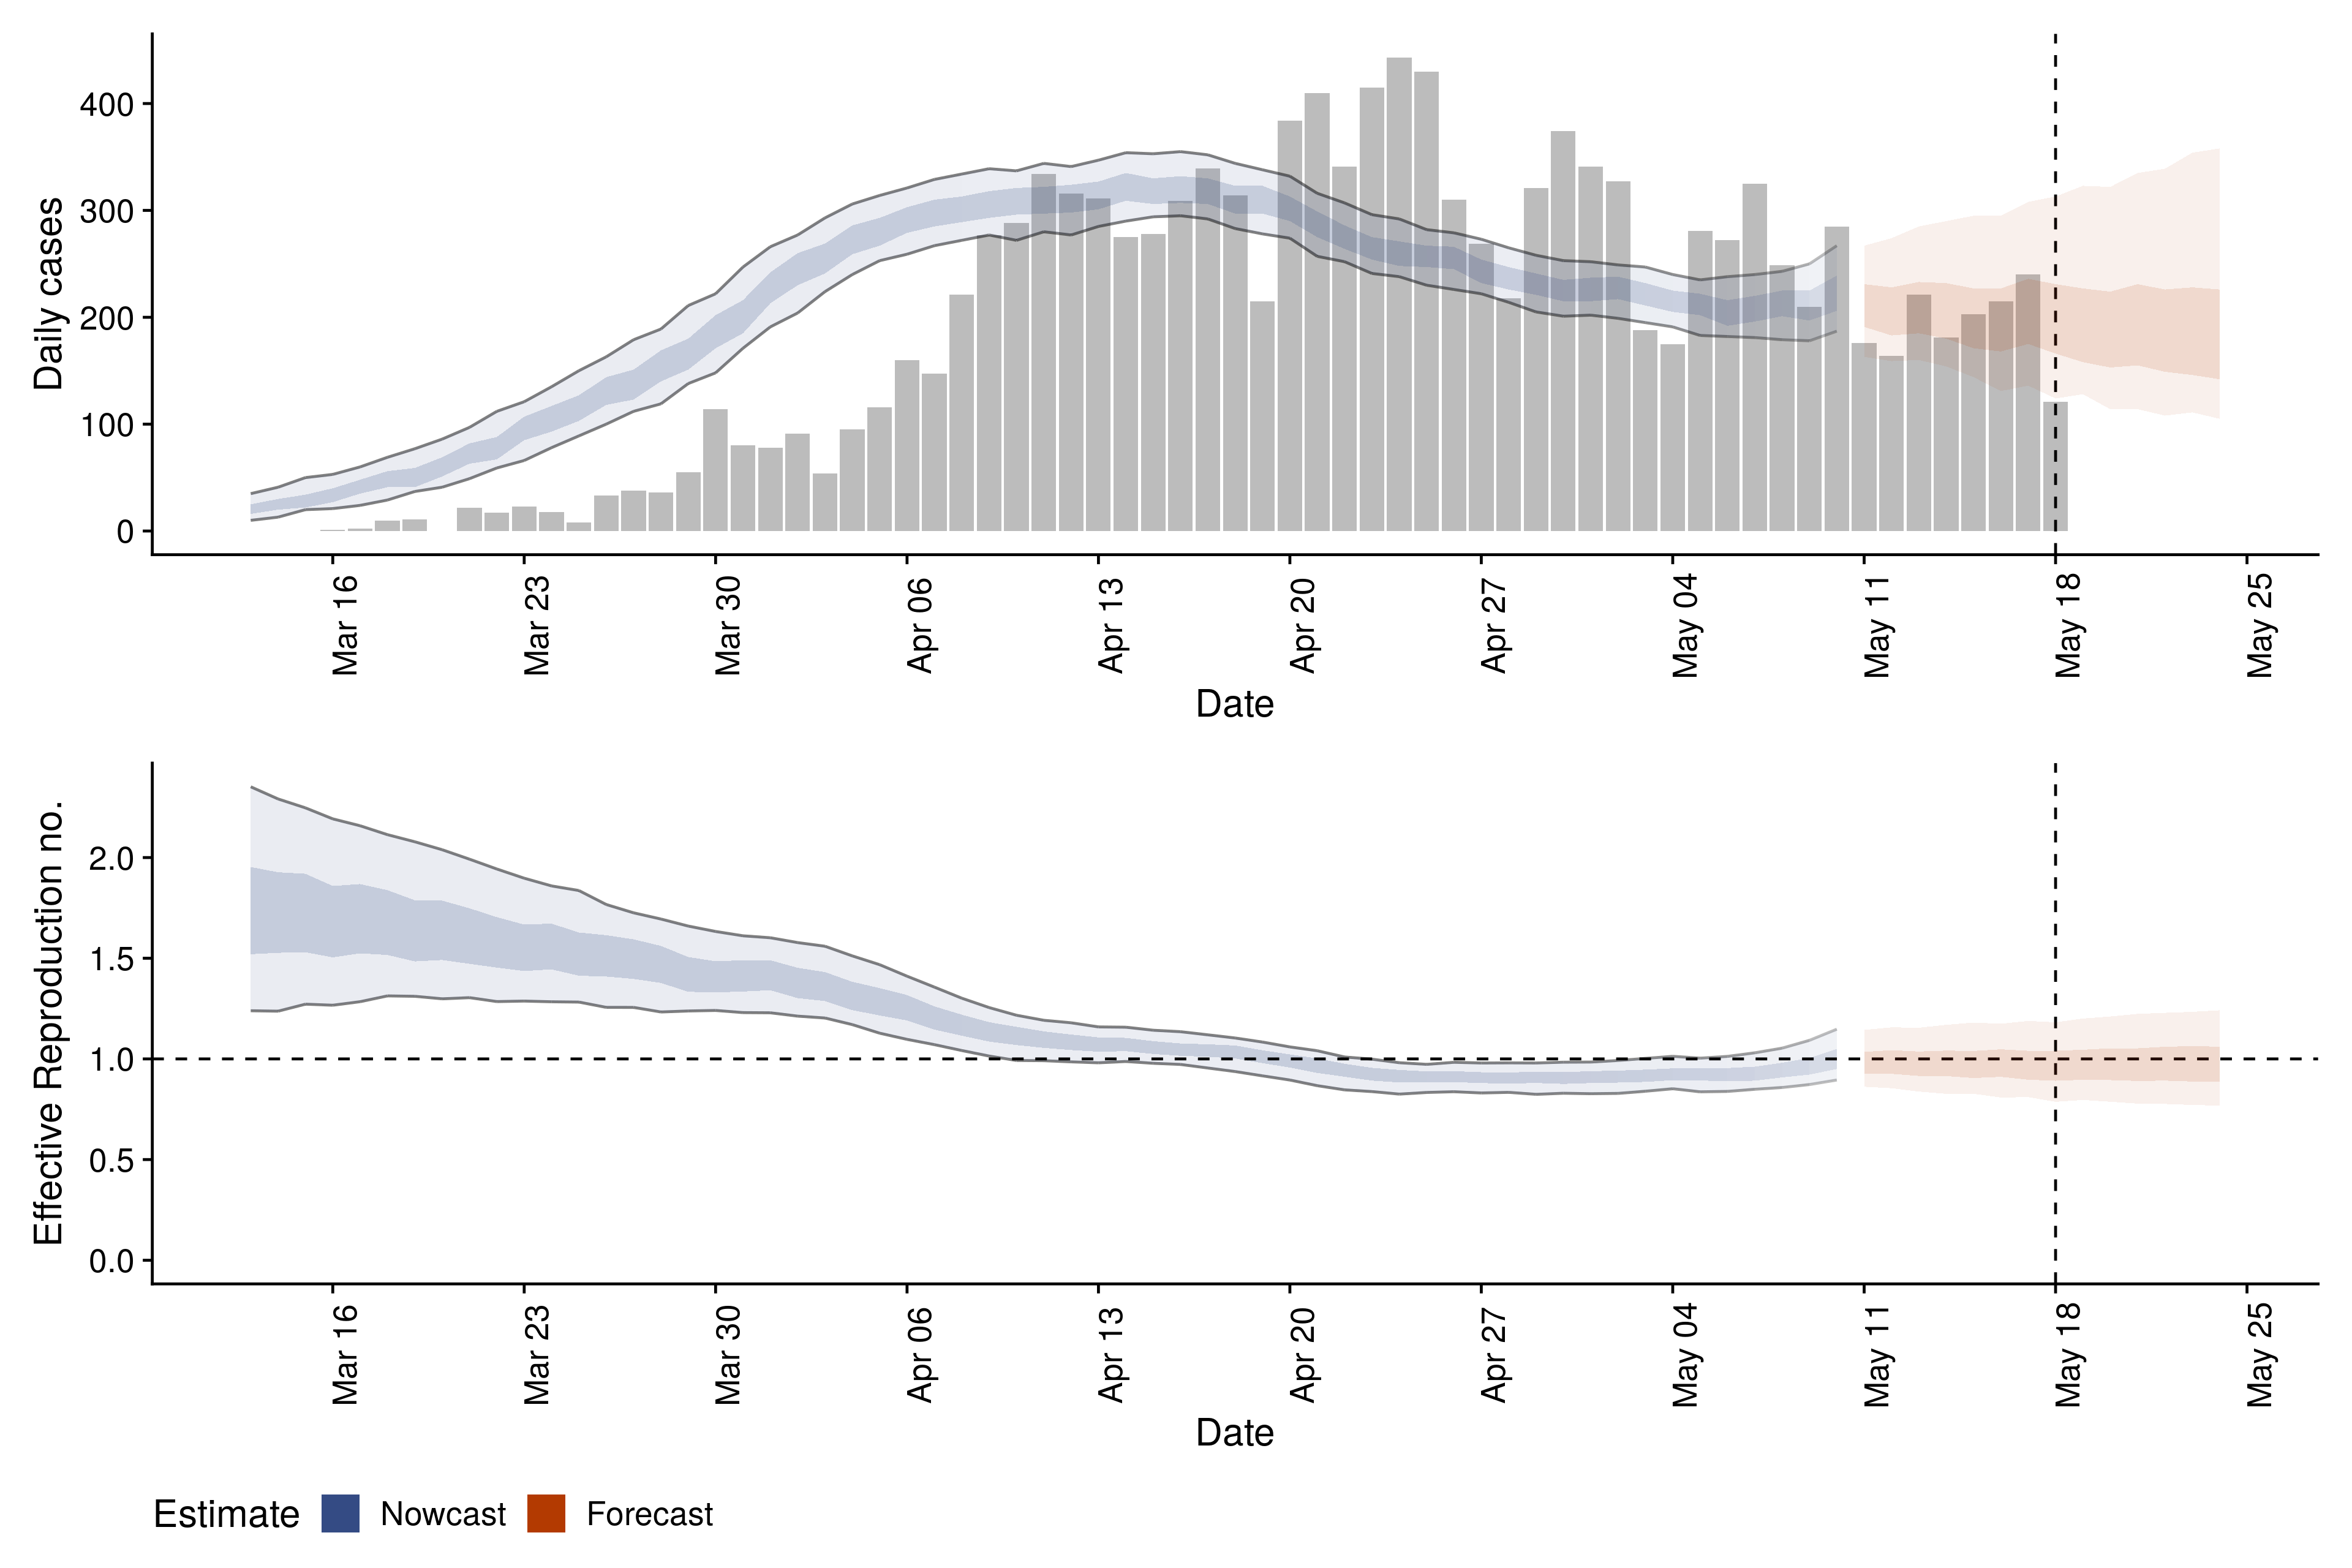 Daily cases
400
300
200
100
0
Mar 16
Mar 23
Mar 30
Apr 06
Apr 13
Apr 20
Apr 27
May 04
May 11
May 18
May 25
Date
Effective Reproduction no.
2.0
1.5
1.0
0.5
0.0
Mar 16
Mar 23
Mar 30
Apr 06
Apr 13
Apr 20
Apr 27
May 04
May 11
May 18
May 25
Date
Estimate Nowcast Forecast